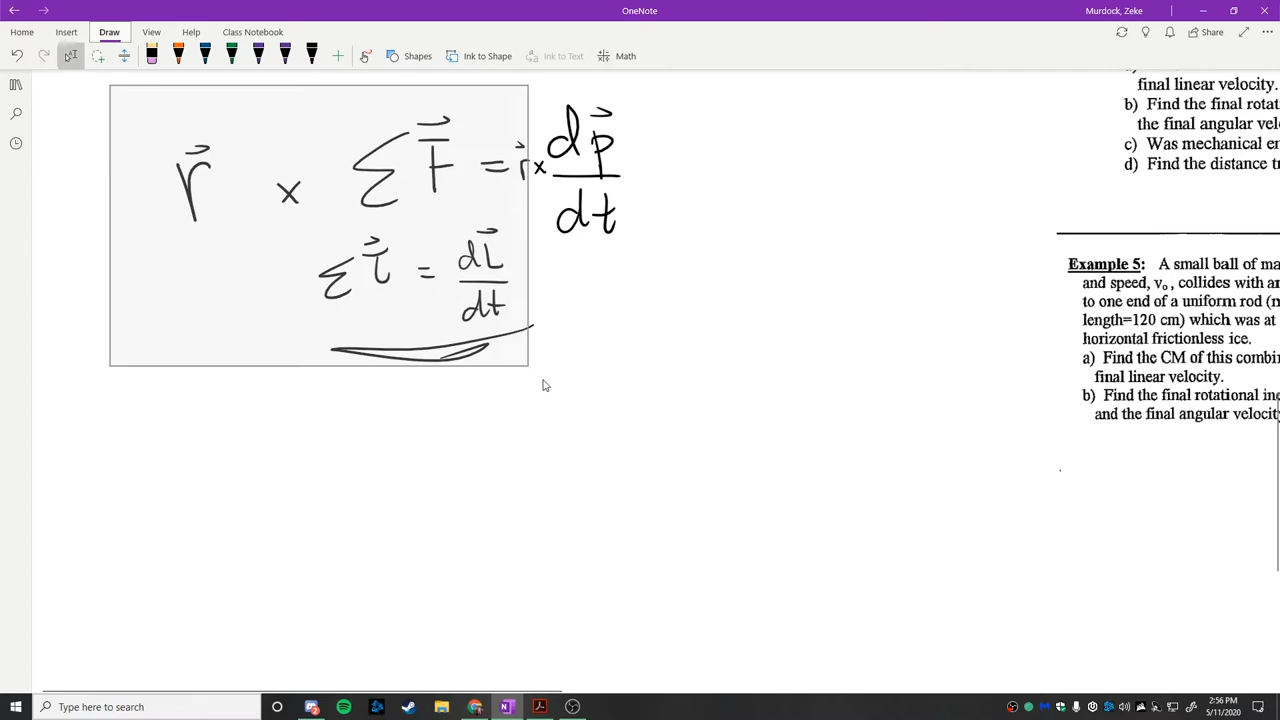 OneNote
Murdock, Zeke
Home Insert Draw View Help Class Notebook Share
Shapes Ink to Shape Ink to Text Math
final linear velocity.
b) Find the final rotat
the final angular velo
c) Was mechanical en
d) Find the distance tr
r⃗ × Σ F⃗ = r⃗ × dp⃗/dt
Σ τ⃗ = dL⃗/dt
Example 5: A small ball of ma
and speed, vₒ, collides with an
to one end of a uniform rod (m
length=120 cm) which was at
horizontal frictionless ice.
a) Find the CM of this combin
final linear velocity.
b) Find the final rotational ine
and the final angular velocity
Type here to search
2:56 PM
5/11/2020